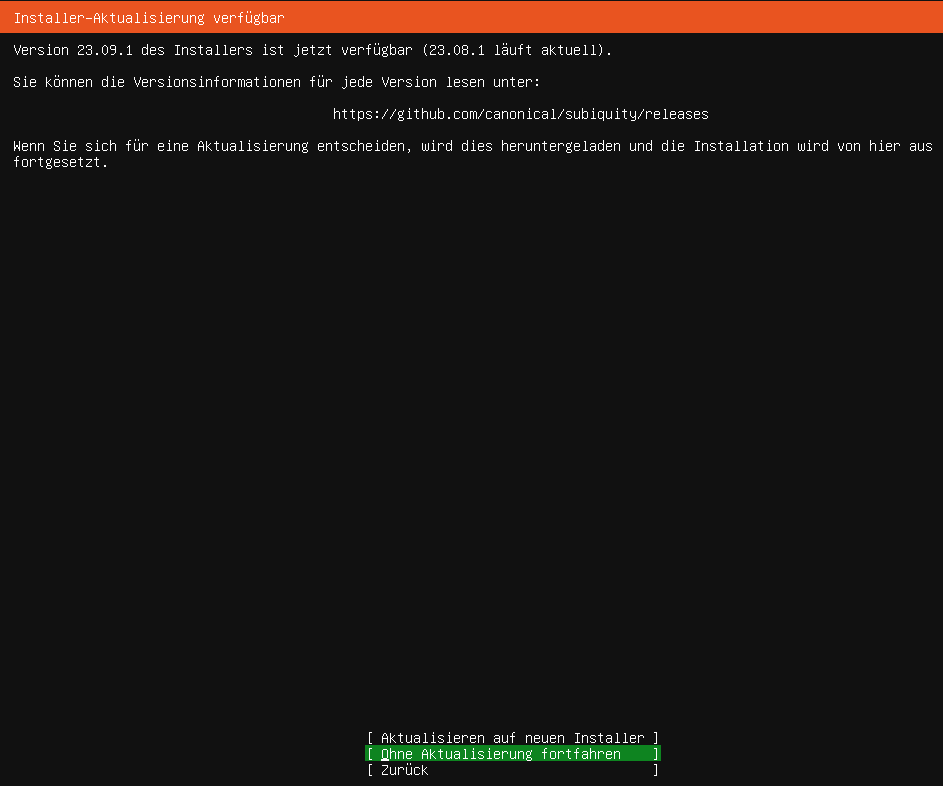 Installer-Aktualisierung verfügbar
Version 23.09.1 des Installers ist jetzt verfügbar (23.08.1 läuft aktuell).
Sie können die Versionsinformationen für jede Version lesen unter:
https://github.com/canonical/subiquity/releases
Wenn Sie sich für eine Aktualisierung entscheiden, wird dies heruntergeladen und die Installation wird von hier aus
fortgesetzt.
[ Aktualisieren auf neuen Installer ]
[ Ohne Aktualisierung fortfahren ]
[ Zurück ]